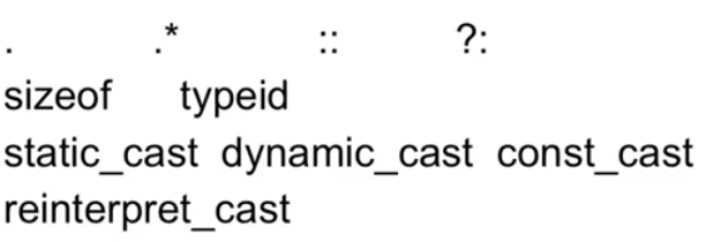 . .* :: ?:
sizeof typeid
static_cast dynamic_cast const_cast
reinterpret_cast